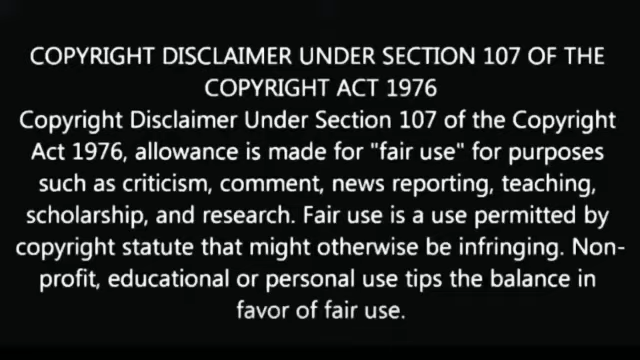 COPYRIGHT DISCLAIMER UNDER SECTION 107 OF THE
COPYRIGHT ACT 1976
Copyright Disclaimer Under Section 107 of the Copyright
Act 1976, allowance is made for "fair use" for purposes
such as criticism, comment, news reporting, teaching,
scholarship, and research. Fair use is a use permitted by
copyright statute that might otherwise be infringing. Non-
profit, educational or personal use tips the balance in
favor of fair use.